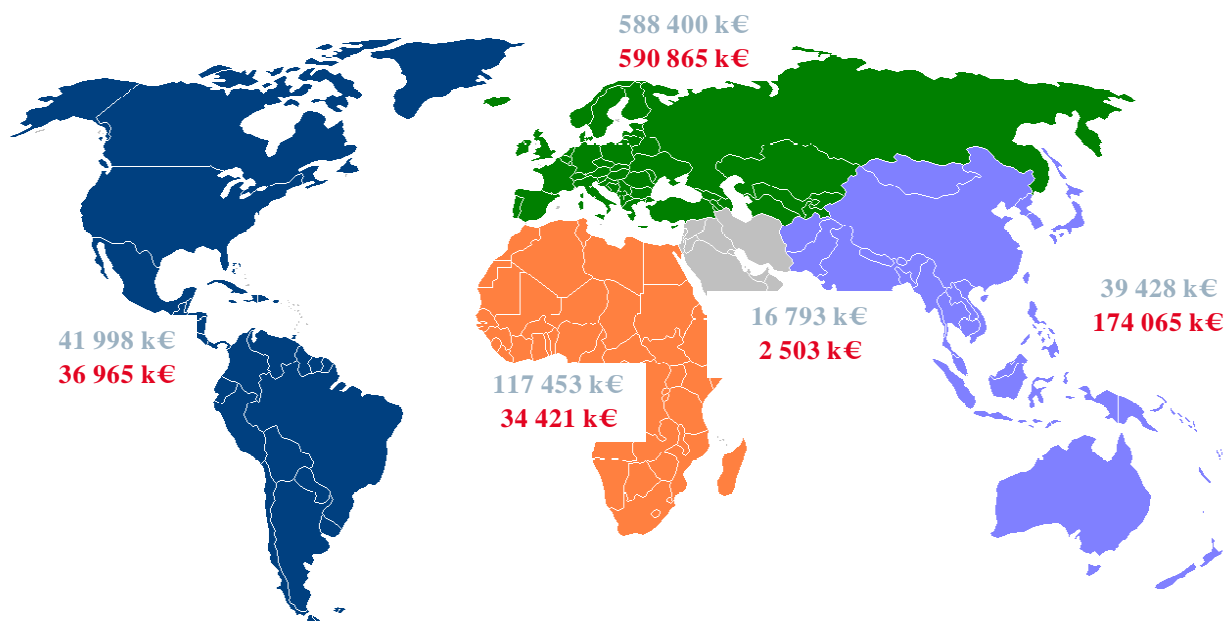 588 400 k€
590 865 k€
39 428 k€
174 065 k€
16 793 k€
2 503 k€
41 998 k€
36 965 k€
117 453 k€
34 421 k€